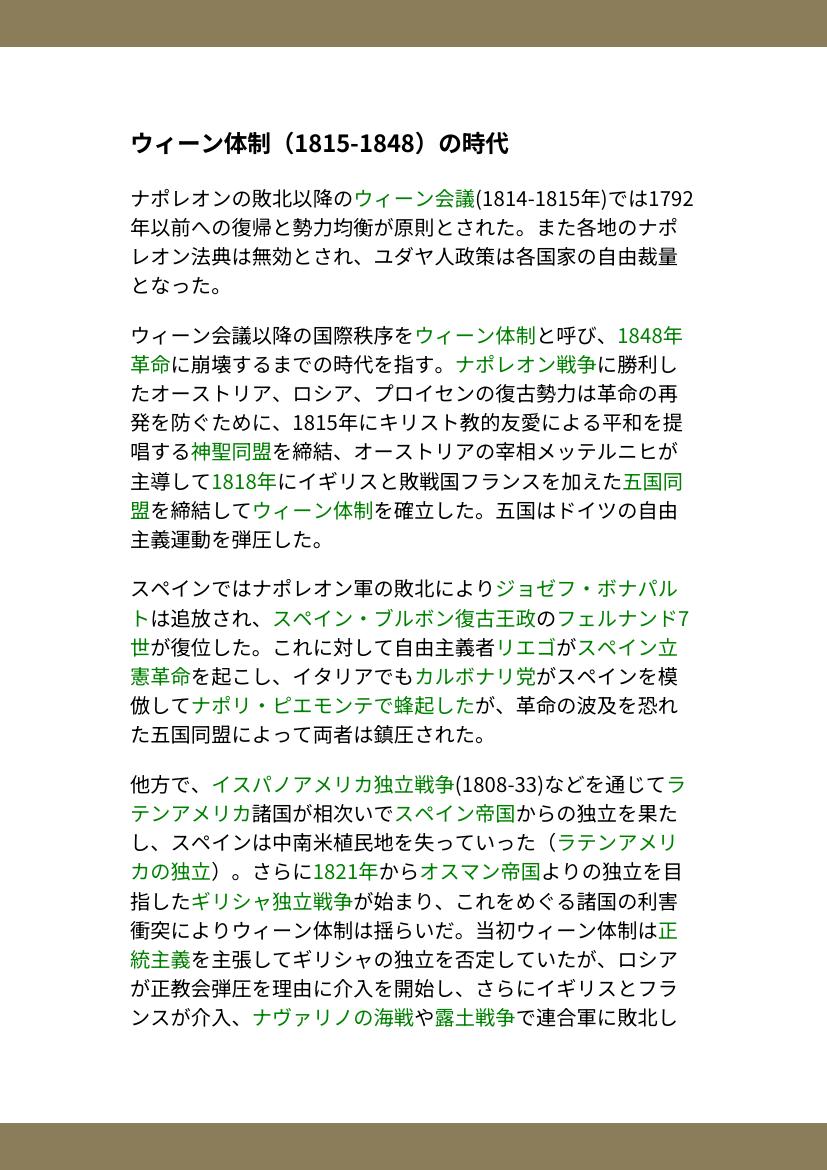 ウィーン体制（1815-1848）の時代
ナポレオンの敗北以降のウィーン会議(1814-1815年)では1792
年以前への復帰と勢力均衡が原則とされた。また各地のナポ
レオン法典は無効とされ、ユダヤ人政策は各国家の自由裁量
となった。
ウィーン会議以降の国際秩序をウィーン体制と呼び、1848年
革命に崩壊するまでの時代を指す。ナポレオン戦争に勝利し
たオーストリア、ロシア、プロイセンの復古勢力は革命の再
発を防ぐために、1815年にキリスト教的友愛による平和を提
唱する神聖同盟を締結、オーストリアの宰相メッテルニヒが
主導して1818年にイギリスと敗戦国フランスを加えた五国同
盟を締結してウィーン体制を確立した。五国はドイツの自由
主義運動を弾圧した。
スペインではナポレオン軍の敗北によりジョゼフ・ボナパル
トは追放され、スペイン・ブルボン復古王政のフェルナンド7
世が復位した。これに対して自由主義者リエゴがスペイン立
憲革命を起こし、イタリアでもカルボナリ党がスペインを模
倣してナポリ・ピエモンテで蜂起したが、革命の波及を恐れ
た五国同盟によって両者は鎮圧された。
他方で、イスパノアメリカ独立戦争(1808-33)などを通じてラ
テンアメリカ諸国が相次いでスペイン帝国からの独立を果た
し、スペインは中南米植民地を失っていった（ラテンアメリ
カの独立）。さらに1821年からオスマン帝国よりの独立を目
指したギリシャ独立戦争が始まり、これをめぐる諸国の利害
衝突によりウィーン体制は揺らいだ。当初ウィーン体制は正
統主義を主張してギリシャの独立を否定していたが、ロシア
が正教会弾圧を理由に介入を開始し、さらにイギリスとフラ
ンスが介入、ナヴァリノの海戦や露土戦争で連合軍に敗北し